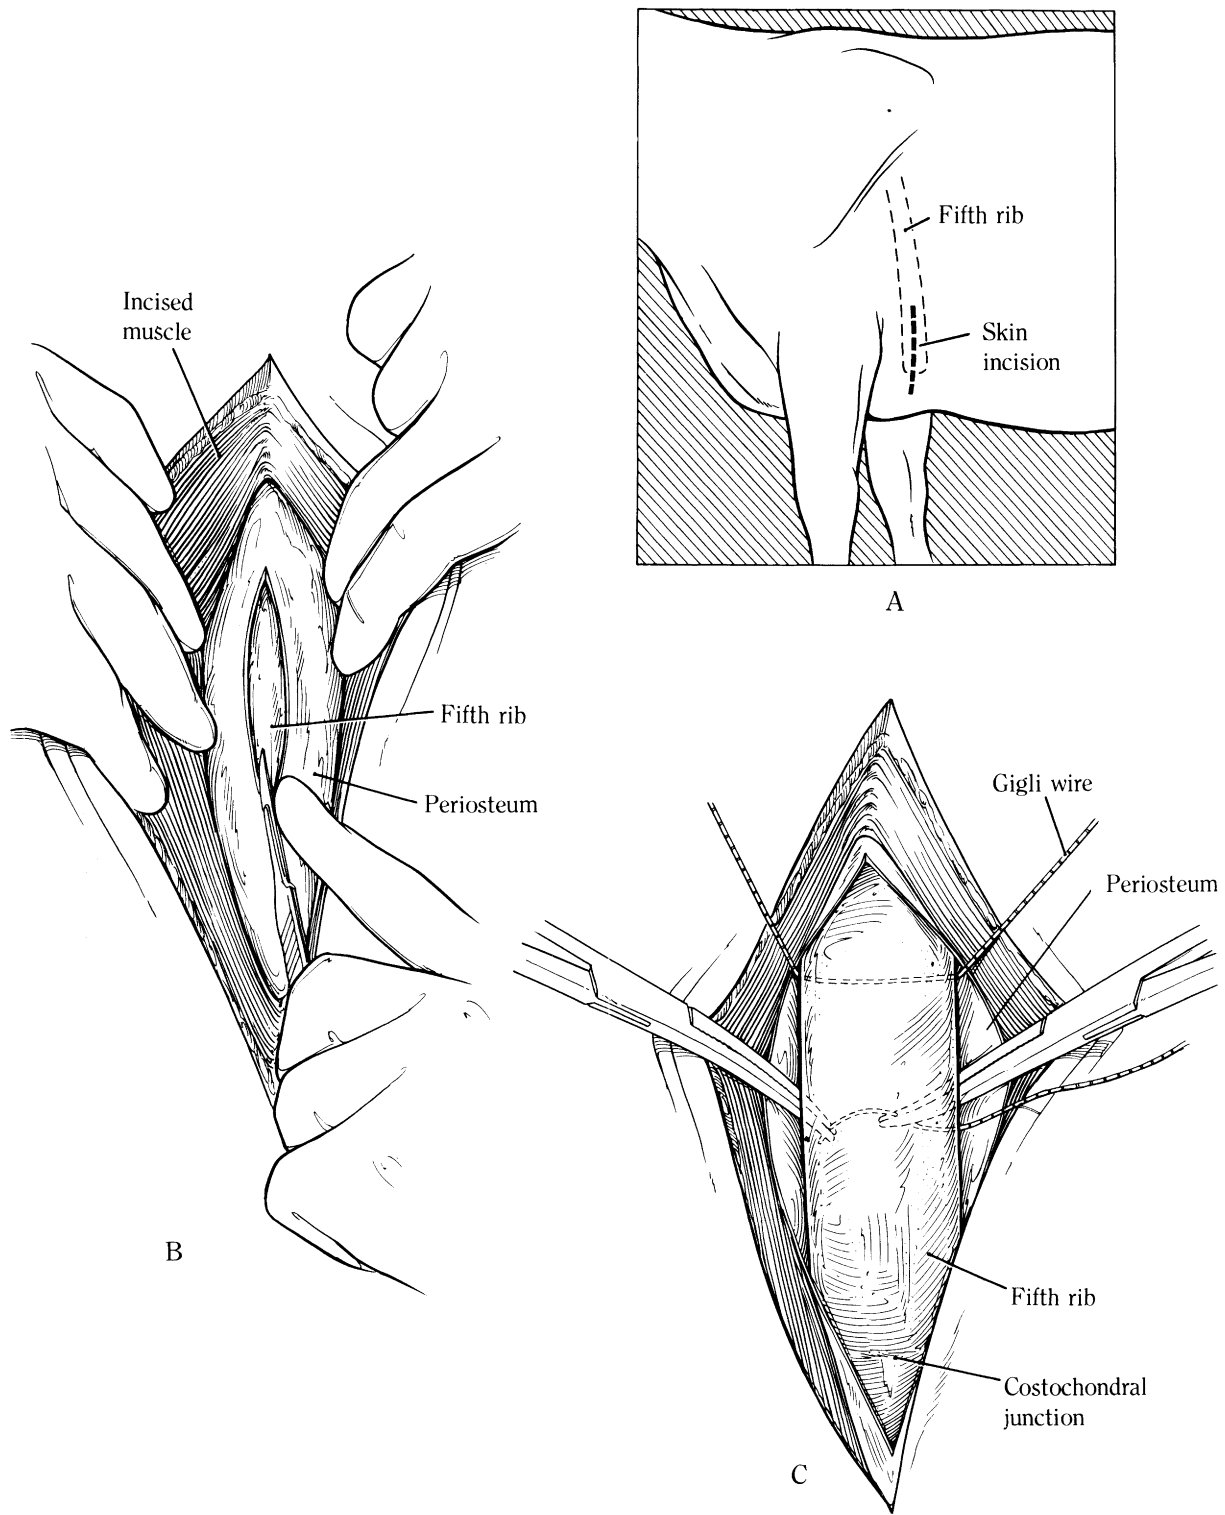 Fifth rib
Skin
incision
A
Incised
muscle
Fifth rib
Periosteum
B
Gigli wire
Periosteum
Fifth rib
Costochondral
junction
C